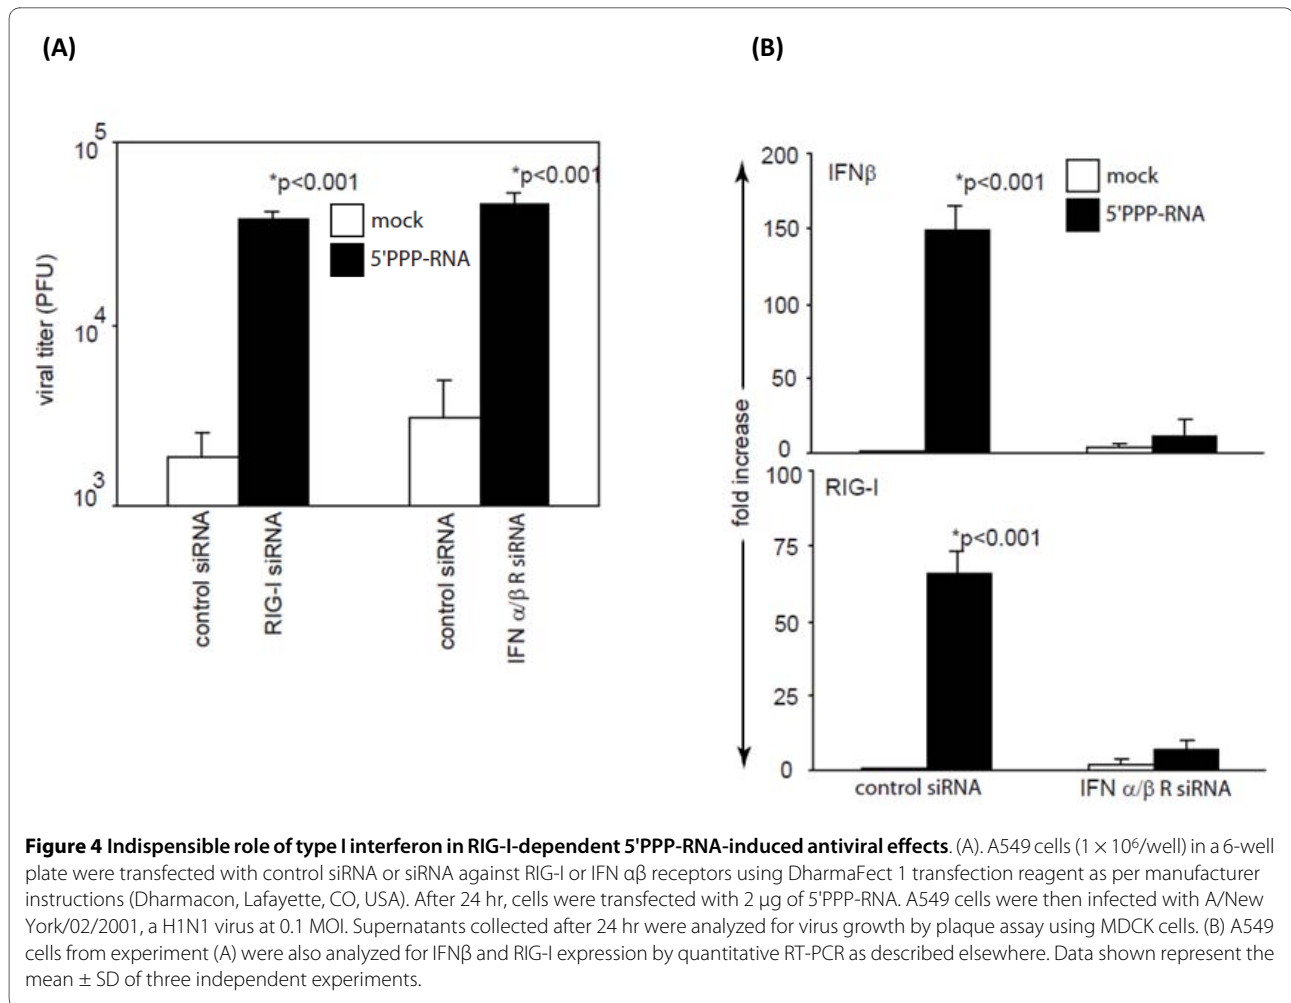 (A)
10^5
10^4
10^3
viral titer (PFU)
*p<0.001
*p<0.001
mock
5'PPP-RNA
control siRNA
RIG-I siRNA
control siRNA
IFN α/β R siRNA
(B)
200
150
100
50
0
IFNβ
*p<0.001
mock
5'PPP-RNA
fold increase
100
75
50
25
0
RIG-I
*p<0.001
control siRNA
IFN α/β R siRNA
Figure 4 Indispensible role of type I interferon in RIG-I-dependent 5'PPP-RNA-induced antiviral effects. (A). A549 cells (1 × 10⁶/well) in a 6-well
plate were transfected with control siRNA or siRNA against RIG-I or IFN αβ receptors using DharmaFect 1 transfection reagent as per manufacturer
instructions (Dharmacon, Lafayette, CO, USA). After 24 hr, cells were transfected with 2 μg of 5'PPP-RNA. A549 cells were then infected with A/New
York/02/2001, a H1N1 virus at 0.1 MOI. Supernatants collected after 24 hr were analyzed for virus growth by plaque assay using MDCK cells. (B) A549
cells from experiment (A) were also analyzed for IFNβ and RIG-I expression by quantitative RT-PCR as described elsewhere. Data shown represent the
mean ± SD of three independent experiments.